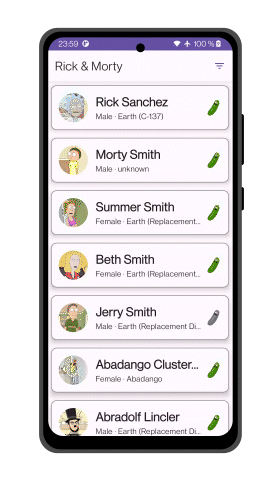 23:59 100 %
Rick & Morty
Rick Sanchez
Male · Earth (C-137)
Morty Smith
Male · unknown
Summer Smith
Female · Earth (Replacement...
Beth Smith
Female · Earth (Replacement...
Jerry Smith
Male · Earth (Replacement Di...
Abadango Cluster...
Female · Abadango
Abradolf Lincler
Male · Earth (Replacement Di...